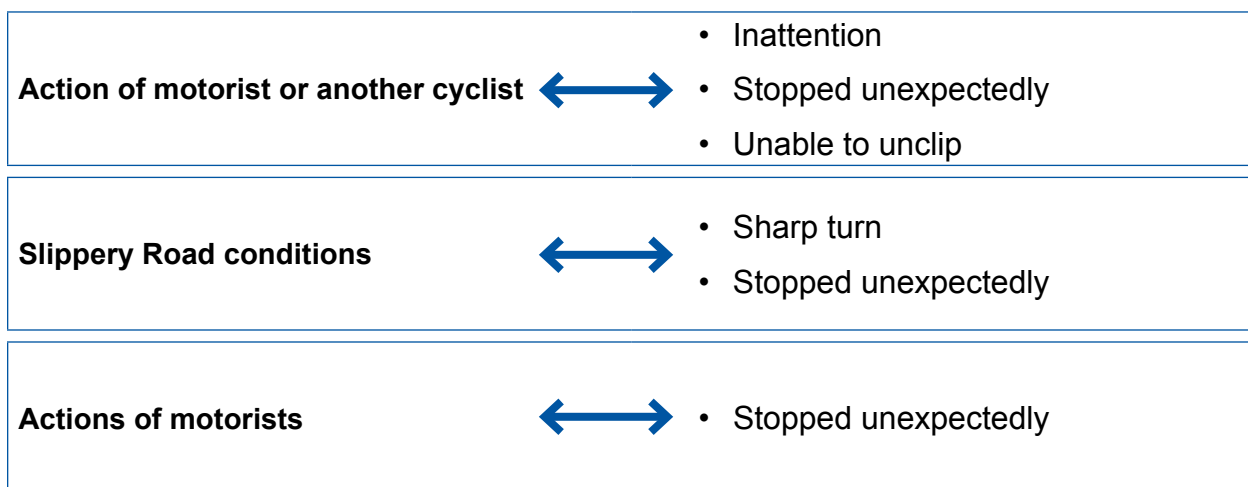 Action of motorist or another cyclist
• Inattention
• Stopped unexpectedly
• Unable to unclip
Slippery Road conditions
• Sharp turn
• Stopped unexpectedly
Actions of motorists
• Stopped unexpectedly